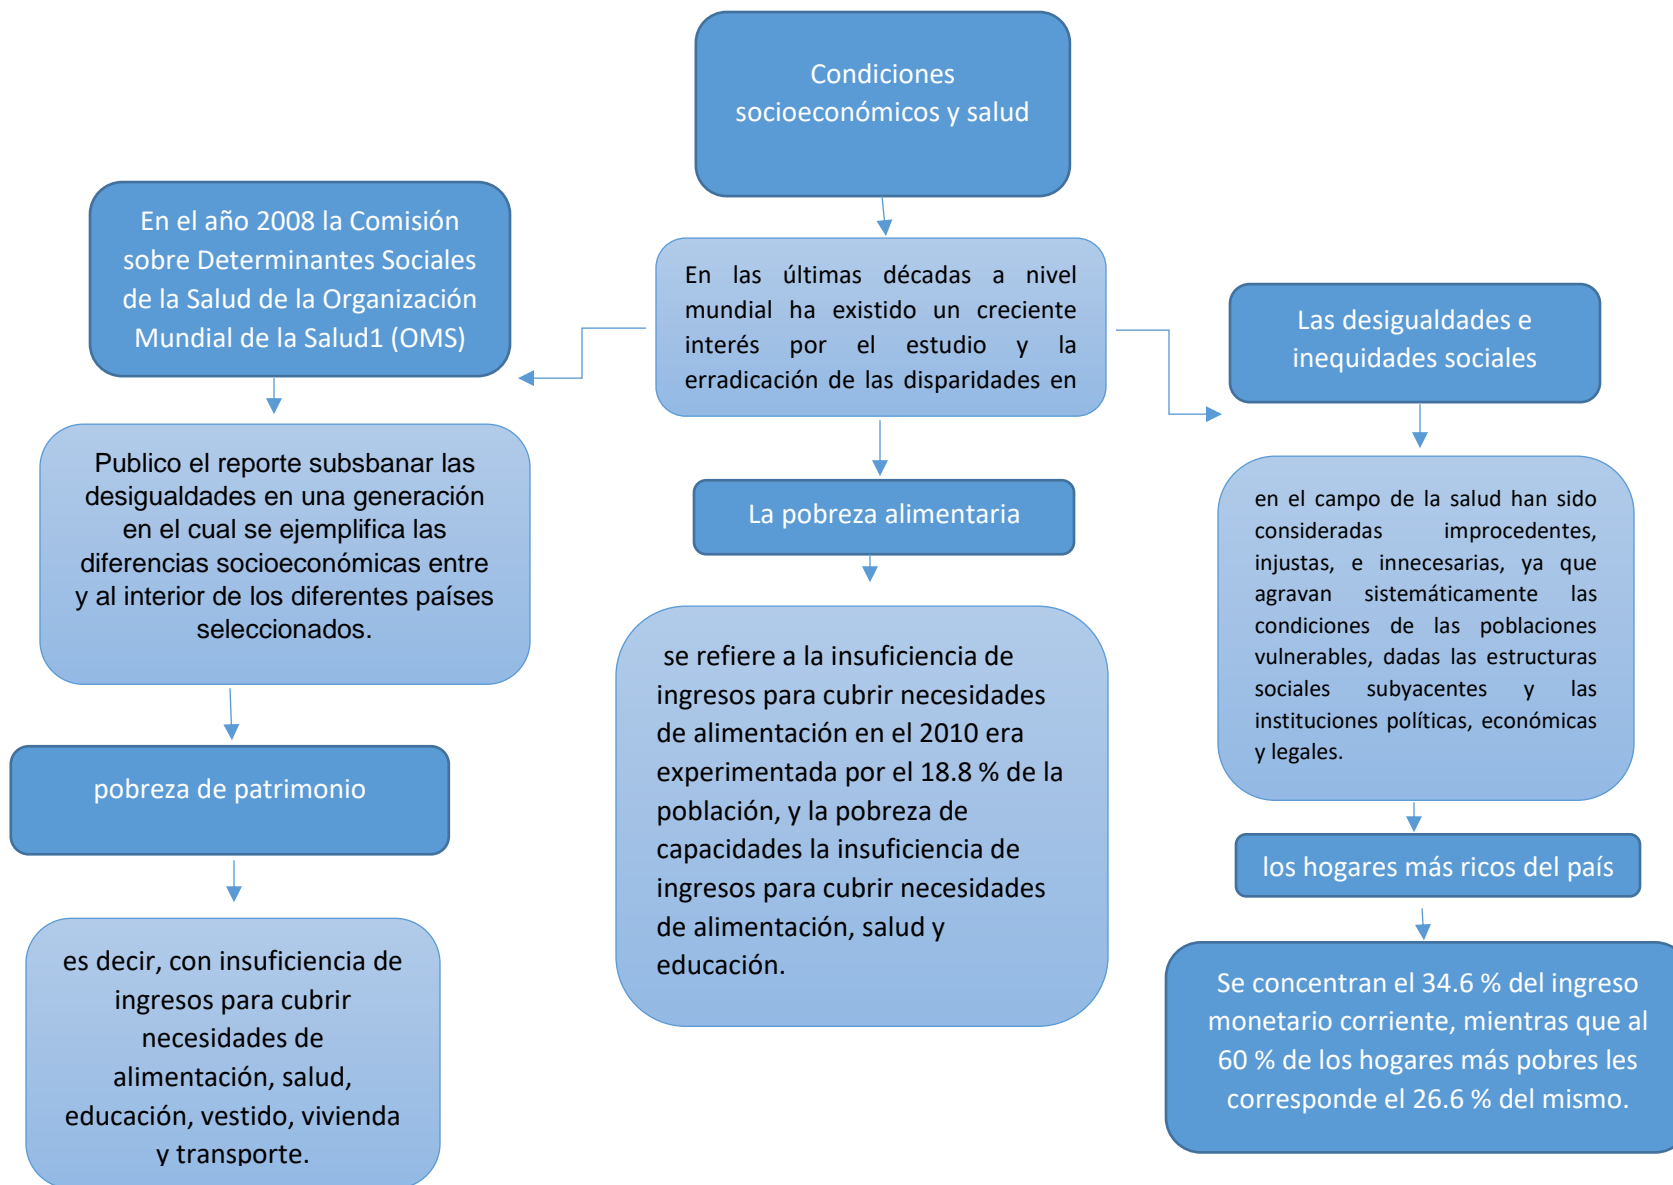 Condiciones
socioeconómicos y salud
En el año 2008 la Comisión
sobre Determinantes Sociales
de la Salud de la Organización
Mundial de la Salud1 (OMS)
En las últimas décadas a nivel
mundial ha existido un creciente
interés por el estudio y la
erradicación de las disparidades en
Las desigualdades e
inequidades sociales
Publico el reporte subsbanar las
desigualdades en una generación
en el cual se ejemplifica las
diferencias socioeconómicas entre
y al interior de los diferentes países
seleccionados.
La pobreza alimentaria
en el campo de la salud han sido
consideradas improcedentes,
injustas, e innecesarias, ya que
agravan sistemáticamente las
condiciones de las poblaciones
vulnerables, dadas las estructuras
sociales subyacentes y las
instituciones políticas, económicas
y legales.
pobreza de patrimonio
se refiere a la insuficiencia de
ingresos para cubrir necesidades
de alimentación en el 2010 era
experimentada por el 18.8 % de la
población, y la pobreza de
capacidades la insuficiencia de
ingresos para cubrir necesidades
de alimentación, salud y
educación.
los hogares más ricos del país
es decir, con insuficiencia de
ingresos para cubrir
necesidades de
alimentación, salud,
educación, vestido, vivienda
y transporte.
Se concentran el 34.6 % del ingreso
monetario corriente, mientras que al
60 % de los hogares más pobres les
corresponde el 26.6 % del mismo.